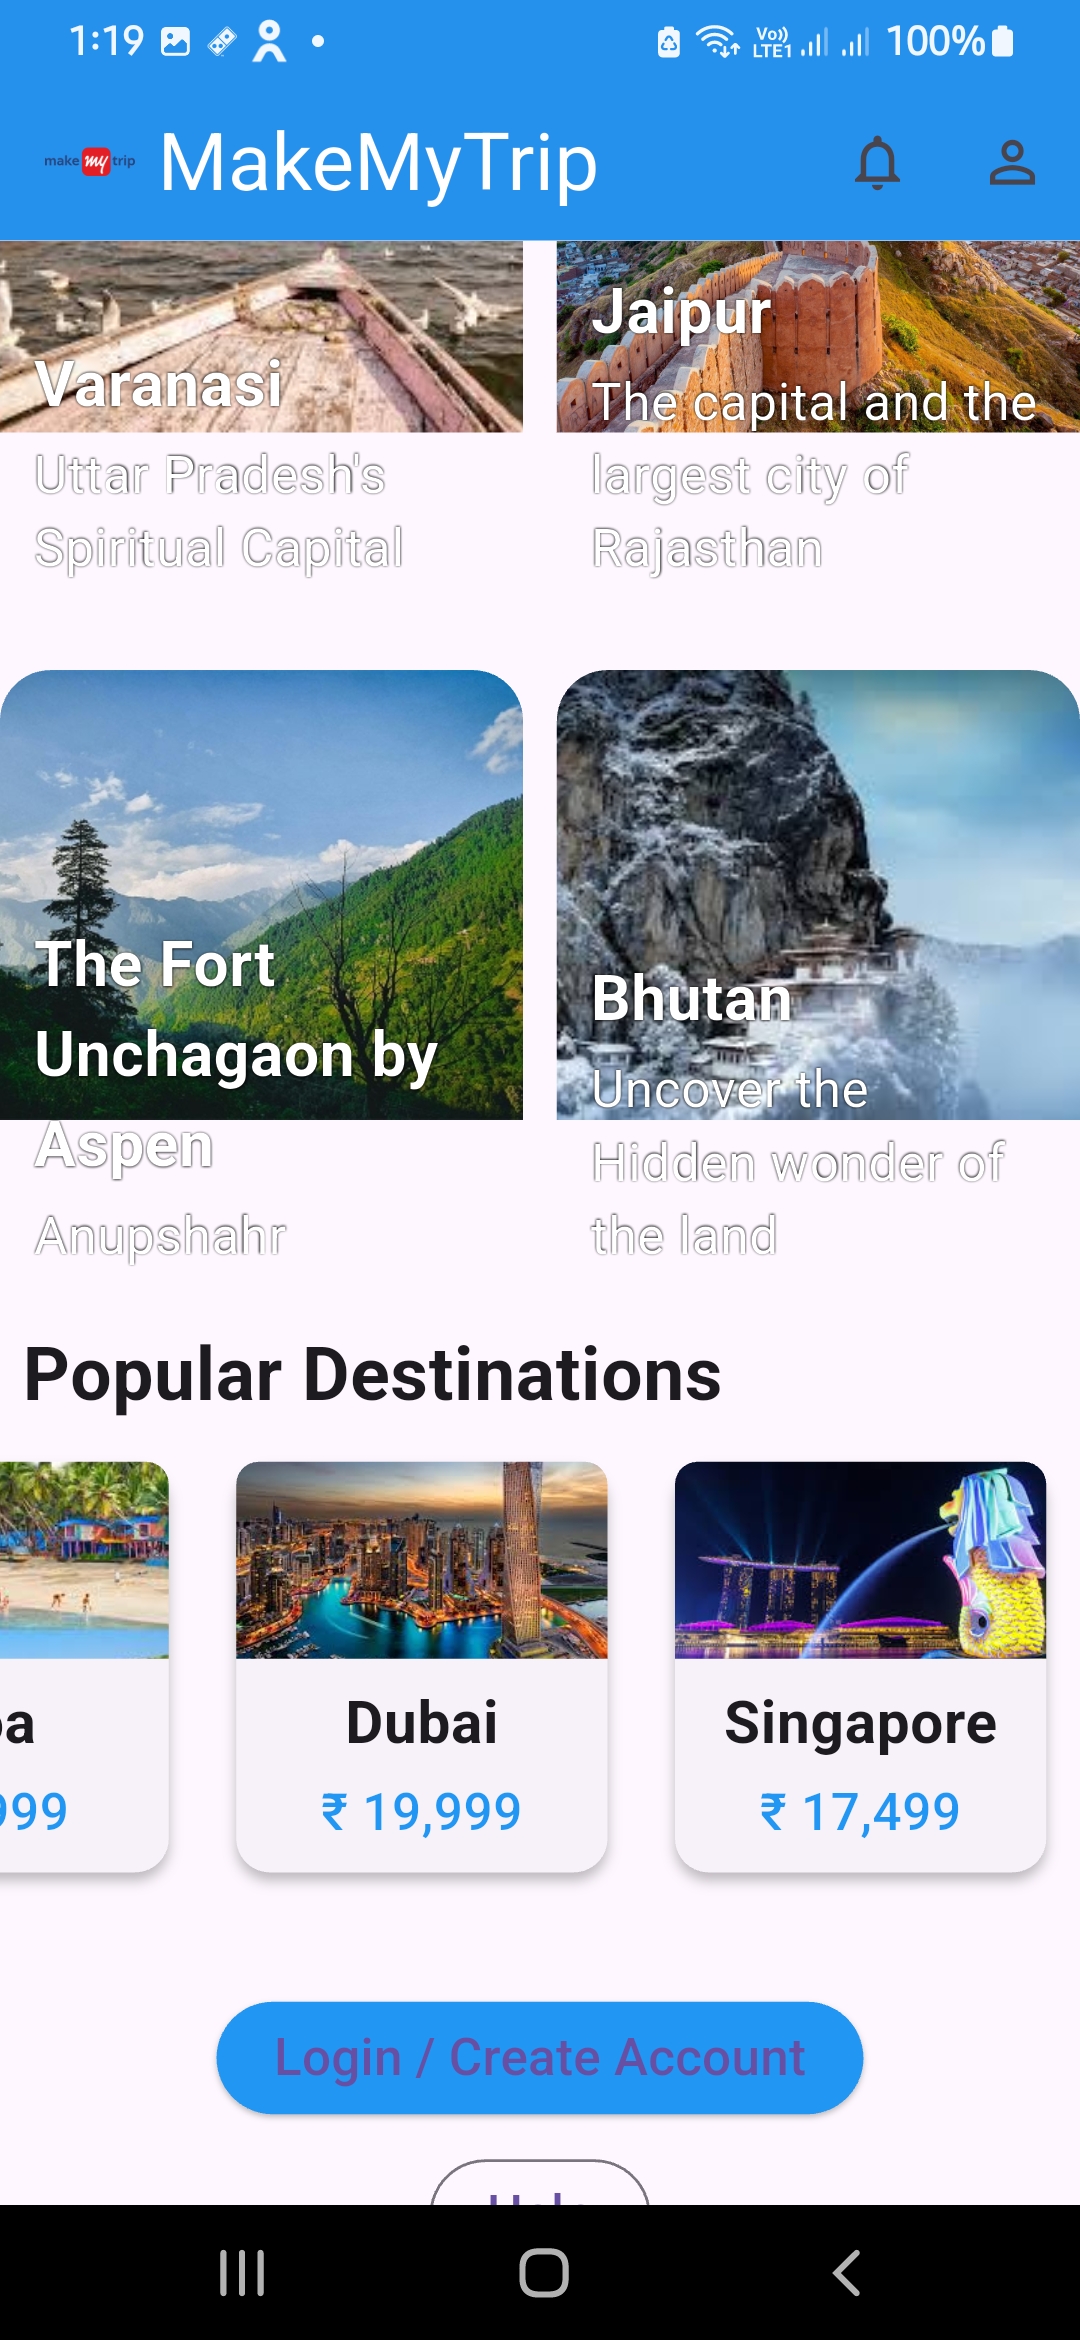 1:19
Vo))
LTE1
100%
make my trip
MakeMyTrip
Varanasi
Uttar Pradesh's
Spiritual Capital
Jaipur
The capital and the
largest city of
Rajasthan
The Fort
Unchagaon by
Aspen
Anupshahr
Bhutan
Uncover the
Hidden wonder of
the land
Popular Destinations
Dubai
₹ 19,999
Singapore
₹ 17,499
Login / Create Account